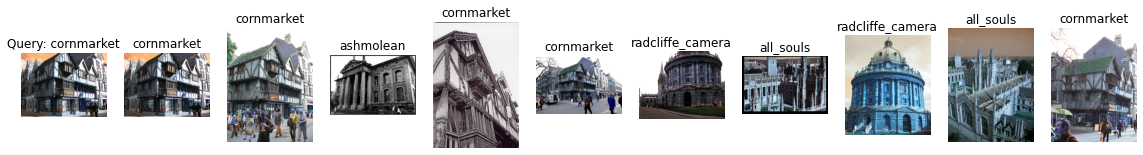 Query: cornmarket
cornmarket
cornmarket
ashmolean
cornmarket
cornmarket
radcliffe_camera
all_souls
radcliffe_camera
all_souls
cornmarket